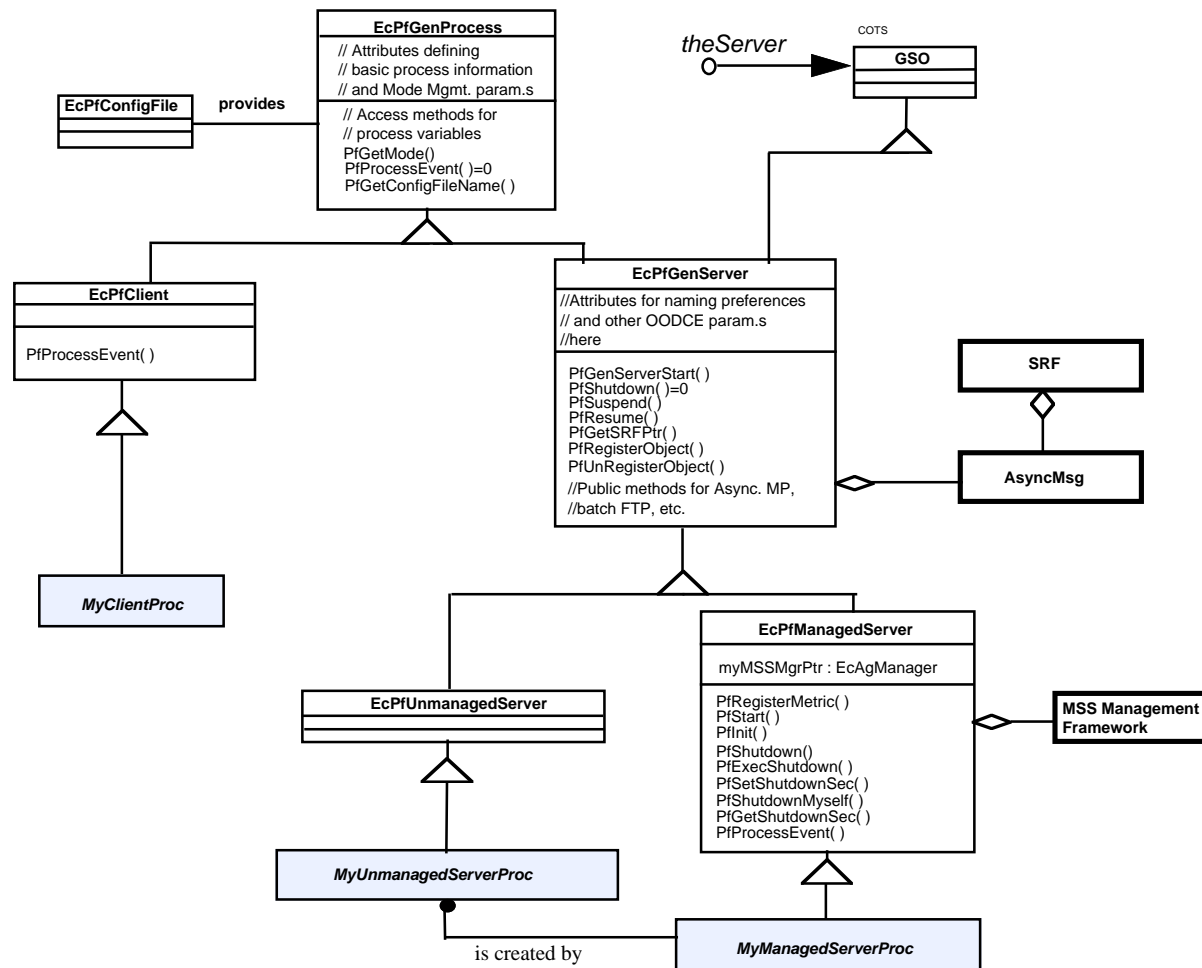 EcPfGenProcess
// Attributes defining
// basic process information
// and Mode Mgmt. param.s
// Access methods for
// process variables
PfGetMode()
PfProcessEvent( )=0
PfGetConfigFileName( )
EcPfConfigFile
provides
theServer
COTS
GSO
EcPfClient
PfProcessEvent( )
EcPfGenServer
//Attributes for naming preferences
// and other OODCE param.s
//here
PfGenServerStart( )
PfShutdown( )=0
PfSuspend( )
PfResume( )
PfGetSRFPtr( )
PfRegisterObject( )
PfUnRegisterObject( )
//Public methods for Async. MP,
//batch FTP, etc.
SRF
AsyncMsg
MyClientProc
EcPfUnmanagedServer
EcPfManagedServer
myMSSMgrPtr : EcAgManager
PfRegisterMetric( )
PfStart( )
PfInit( )
PfShutdown()
PfExecShutdown( )
PfSetShutdownSec( )
PfShutdownMyself( )
PfGetShutdownSec( )
PfProcessEvent( )
MSS Management
Framework
MyUnmanagedServerProc
is created by
MyManagedServerProc